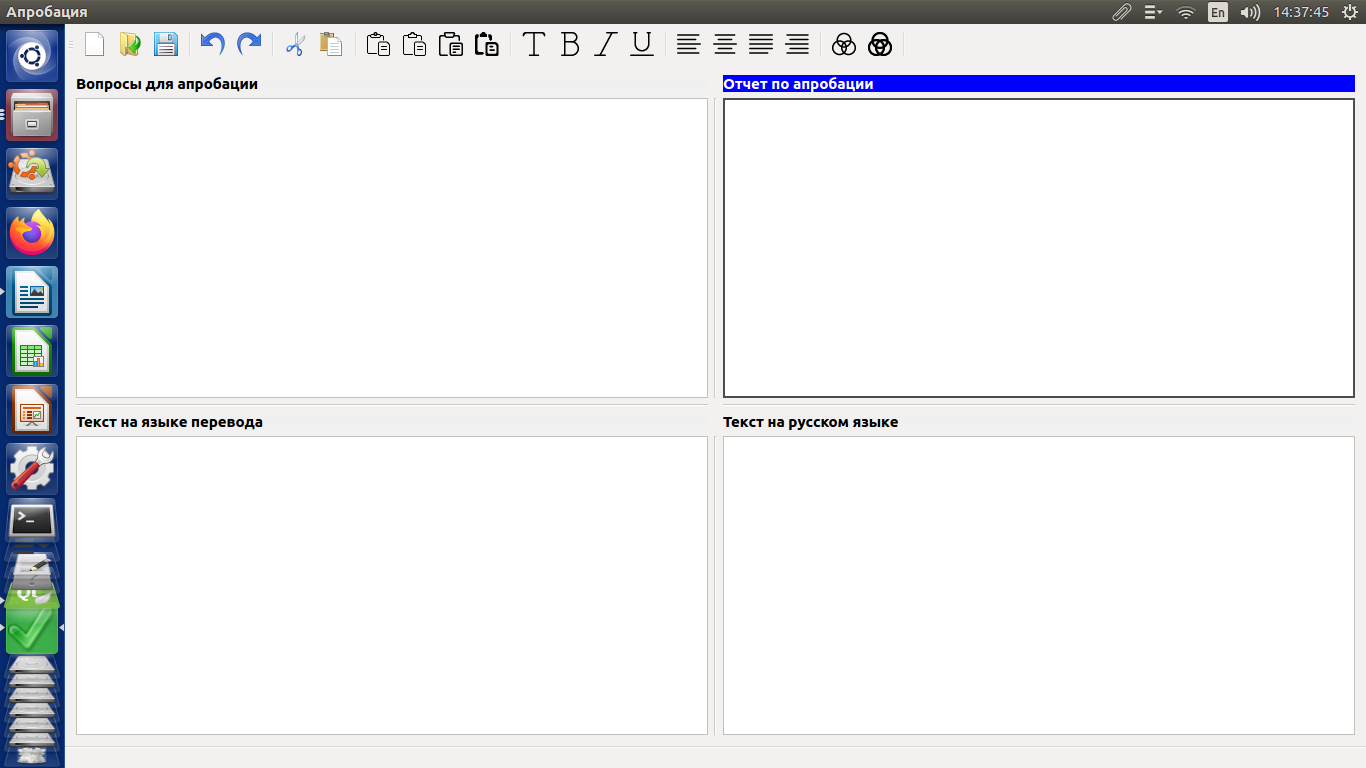 Апробация
En
14:37:45
T B I U
Вопросы для апробации
Отчет по апробации
Текст на языке перевода
Текст на русском языке